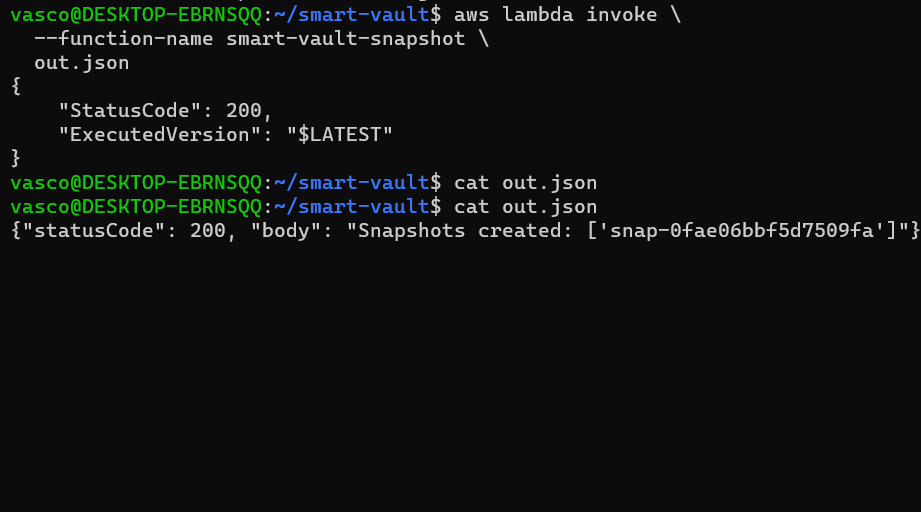 vasco@DESKTOP-EBRNSQQ:~/smart-vault$ aws lambda invoke \
  --function-name smart-vault-snapshot \
  out.json
{
    "StatusCode": 200,
    "ExecutedVersion": "$LATEST"
}
vasco@DESKTOP-EBRNSQQ:~/smart-vault$ cat out.json
vasco@DESKTOP-EBRNSQQ:~/smart-vault$ cat out.json
{"statusCode": 200, "body": "Snapshots created: ['snap-0fae06bbf5d7509fa']"}